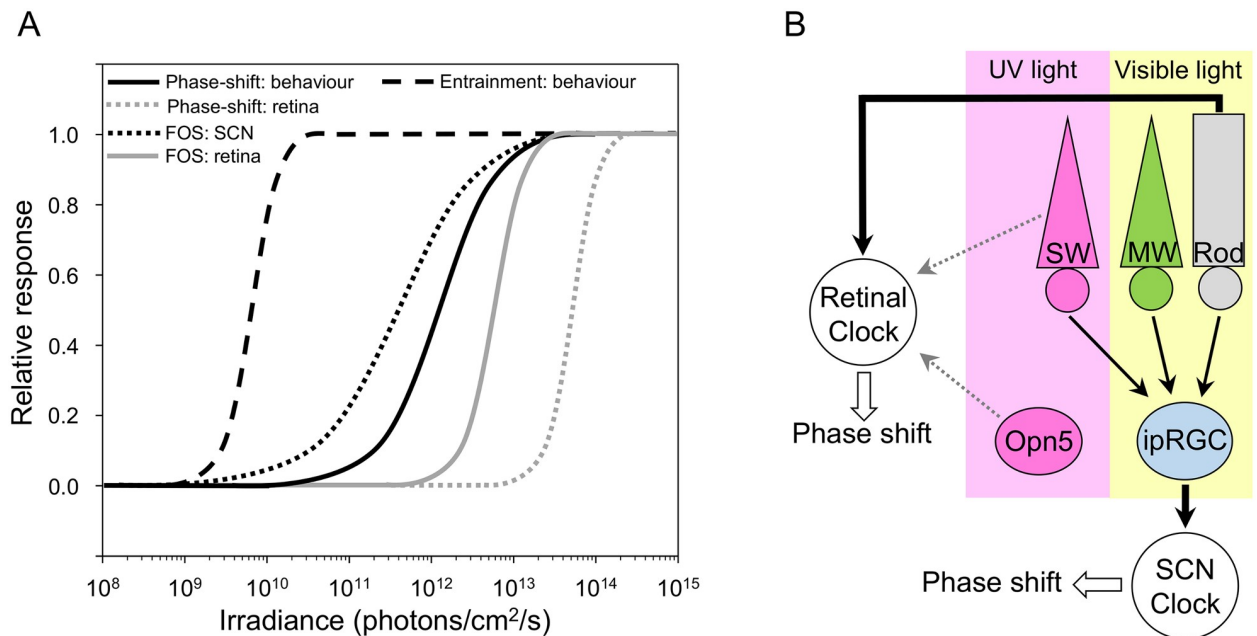 A
Phase-shift: behaviour
Entrainment: behaviour
Phase-shift: retina
FOS: SCN
FOS: retina
Relative response
1.0
0.8
0.6
0.4
0.2
0.0
10⁸ 10⁹ 10¹⁰ 10¹¹ 10¹² 10¹³ 10¹⁴ 10¹⁵
Irradiance (photons/cm²/s)
B
UV light
Visible light
SW
MW
Rod
Retinal
Clock
Phase shift
Opn5
ipRGC
SCN
Clock
Phase shift